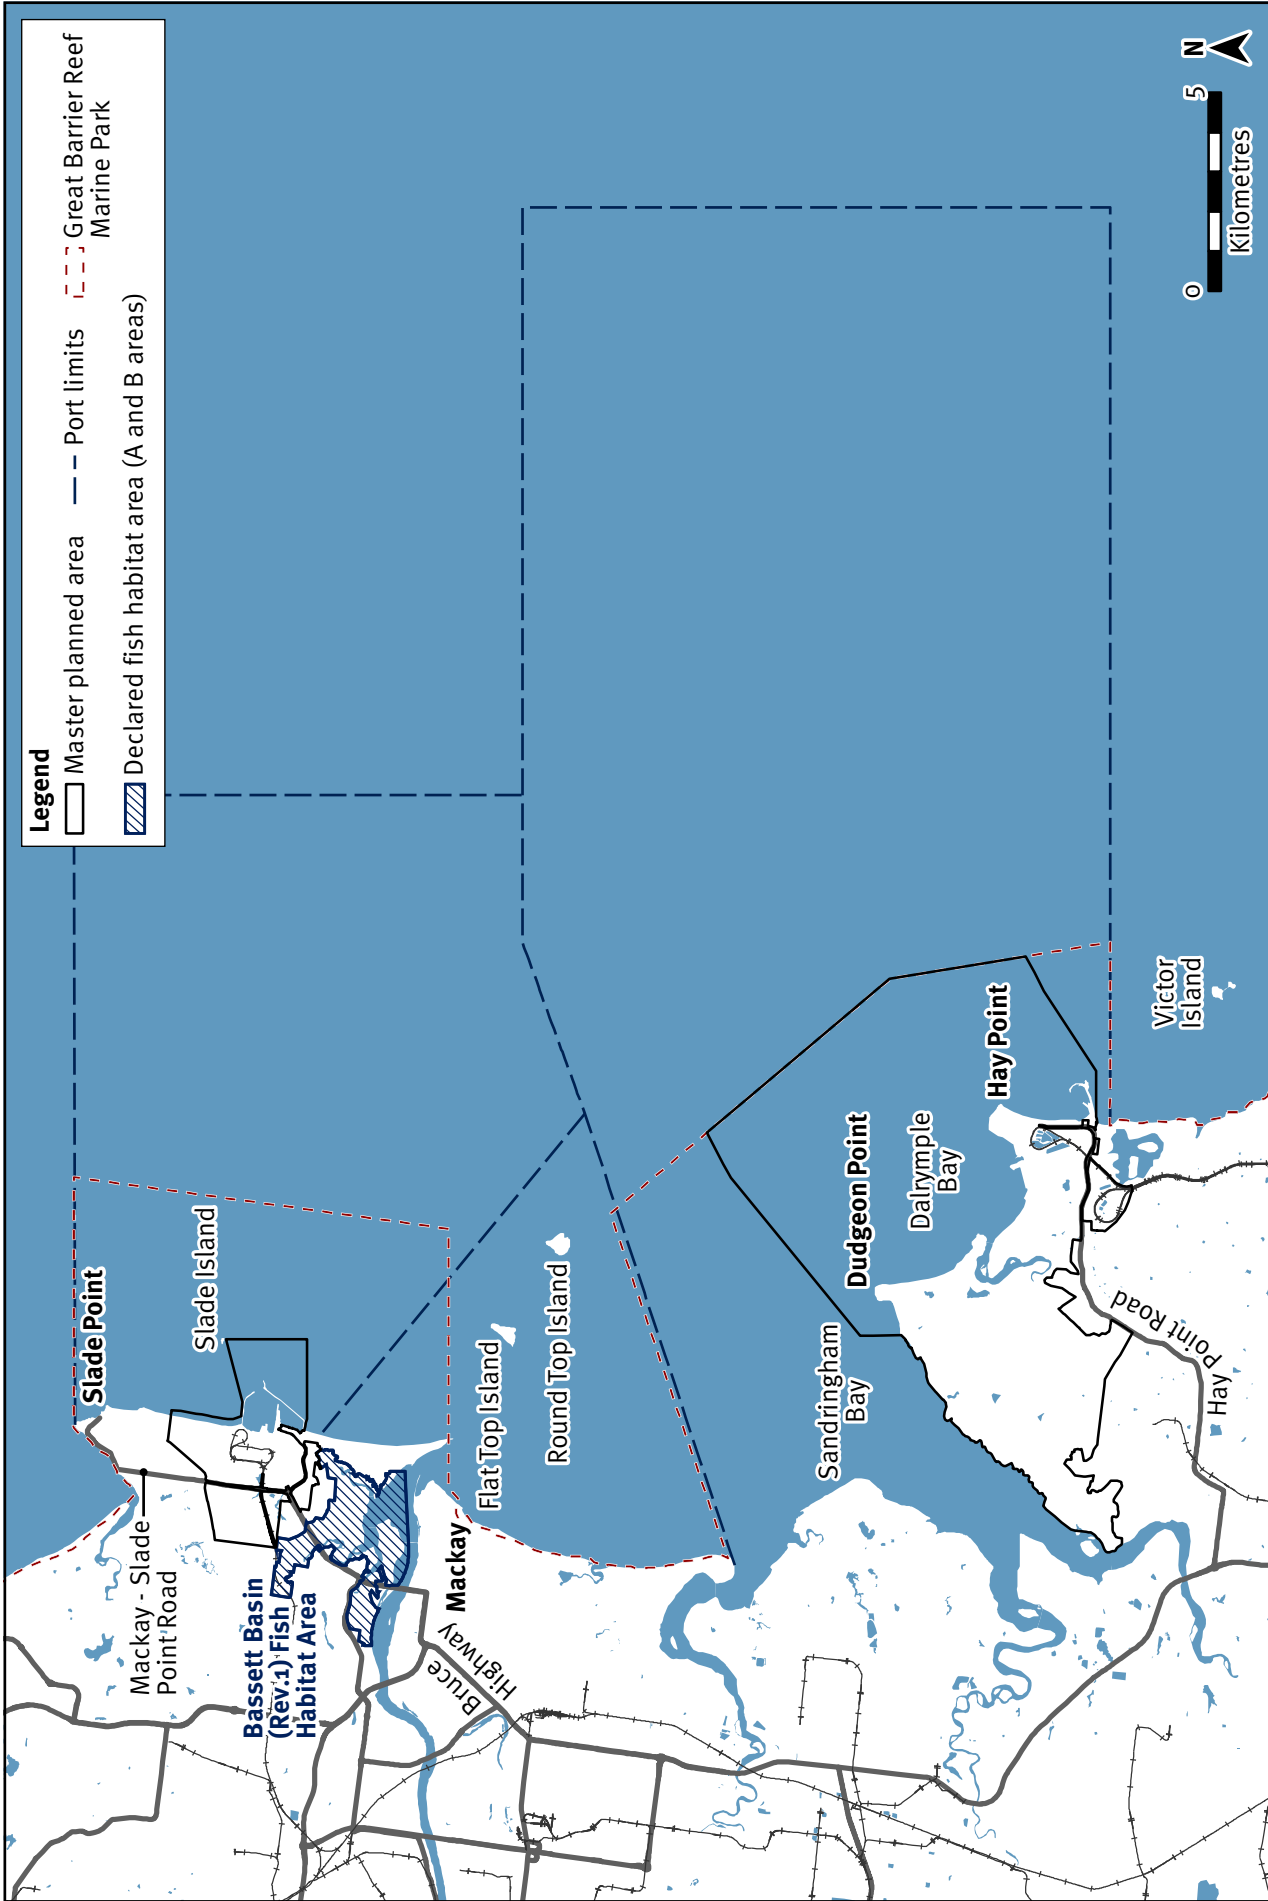 Legend
Master planned area
Port limits
Great Barrier Reef
Marine Park
Declared fish habitat area (A and B areas)
Slade Point
Slade Island
Mackay - Slade
Point Road
Bassett Basin
(Rev.1) Fish
Habitat Area
Mackay
Bruce
Highway
Flat Top Island
Round Top Island
Sandringham
Bay
Dudgeon Point
Dalrymple
Bay
Hay Point
Victor
Island
Hay Point Road
N
0 5
Kilometres